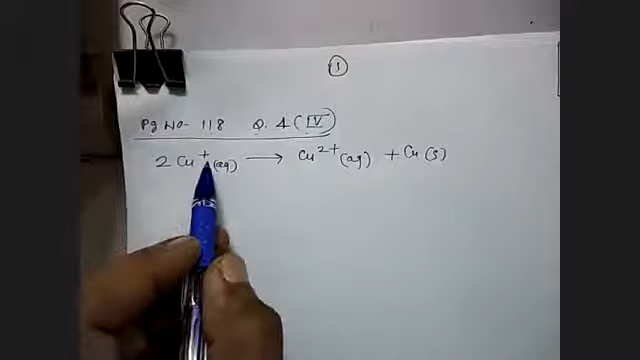 1
Pg No- 118 Q. 4 (IV)
2 Cu⁺ (aq) ⟶ Cu²⁺ (aq) + Cu (s)